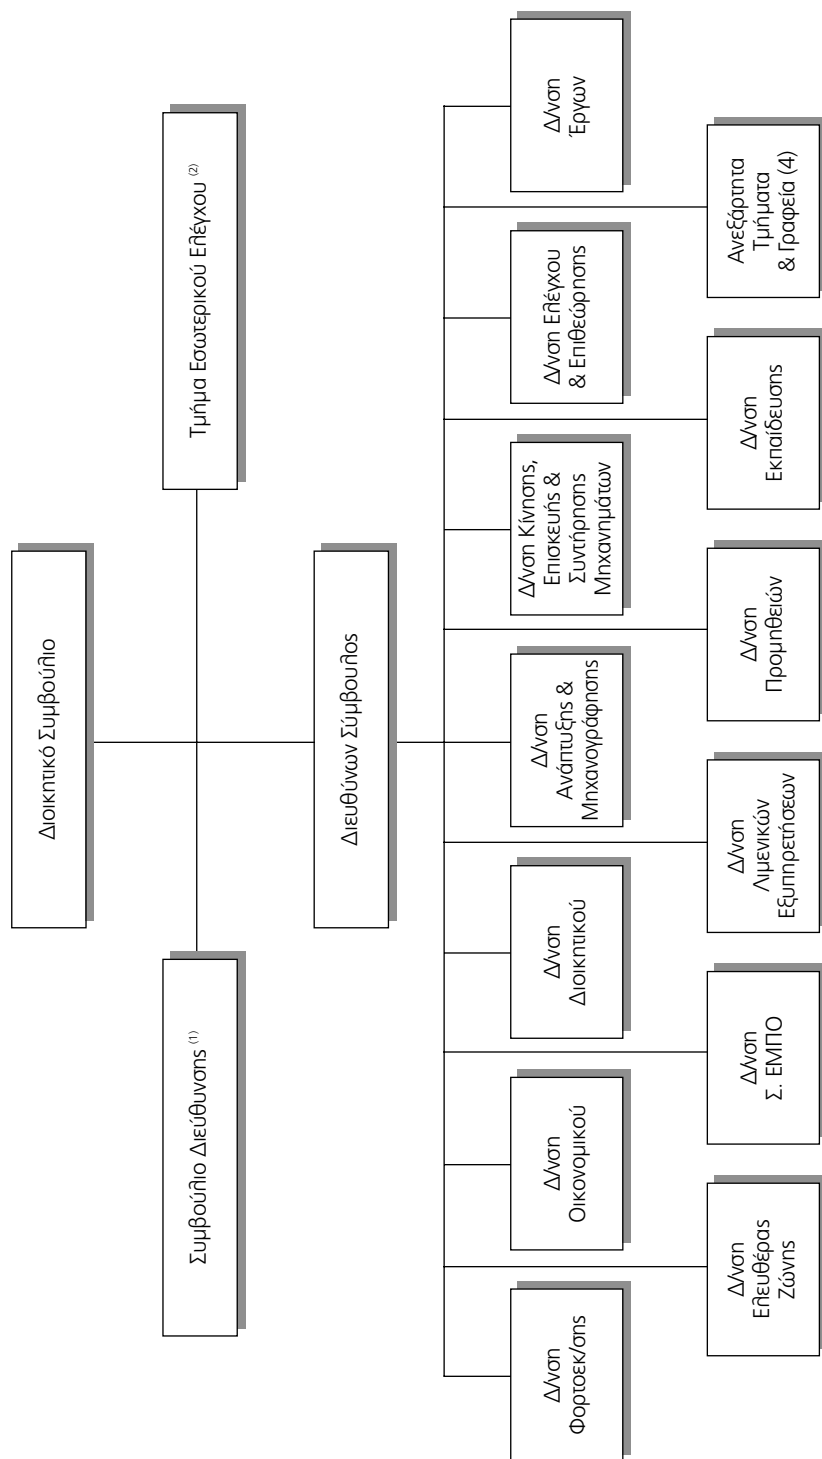 Διοικητικό Συμβούλιο
Συμβούλιο Διεύθυνσης (1)
Τμήμα Εσωτερικού Ελέγχου (2)
Διευθύνων Σύμβουλος
Δ/νση
Φορτοεκ/σης
Δ/νση
Οικονομικού
Δ/νση
Διοικητικού
Δ/νση
Ανάπτυξης &
Μηχανογράφησης
Δ/νση Κίνησης,
Επισκευής &
Συντήρησης
Μηχανημάτων
Δ/νση Ελέγχου
& Επιθεώρησης
Δ/νση
Έργων
Δ/νση
Ελευθέρας
Ζώνης
Δ/νση
Σ. ΕΜΠΟ
Δ/νση
Λιμενικών
Εξυπηρετήσεων
Δ/νση
Προμηθειών
Δ/νση
Εκπαίδευσης
Ανεξάρτητα
Τμήματα
& Γραφεία (4)